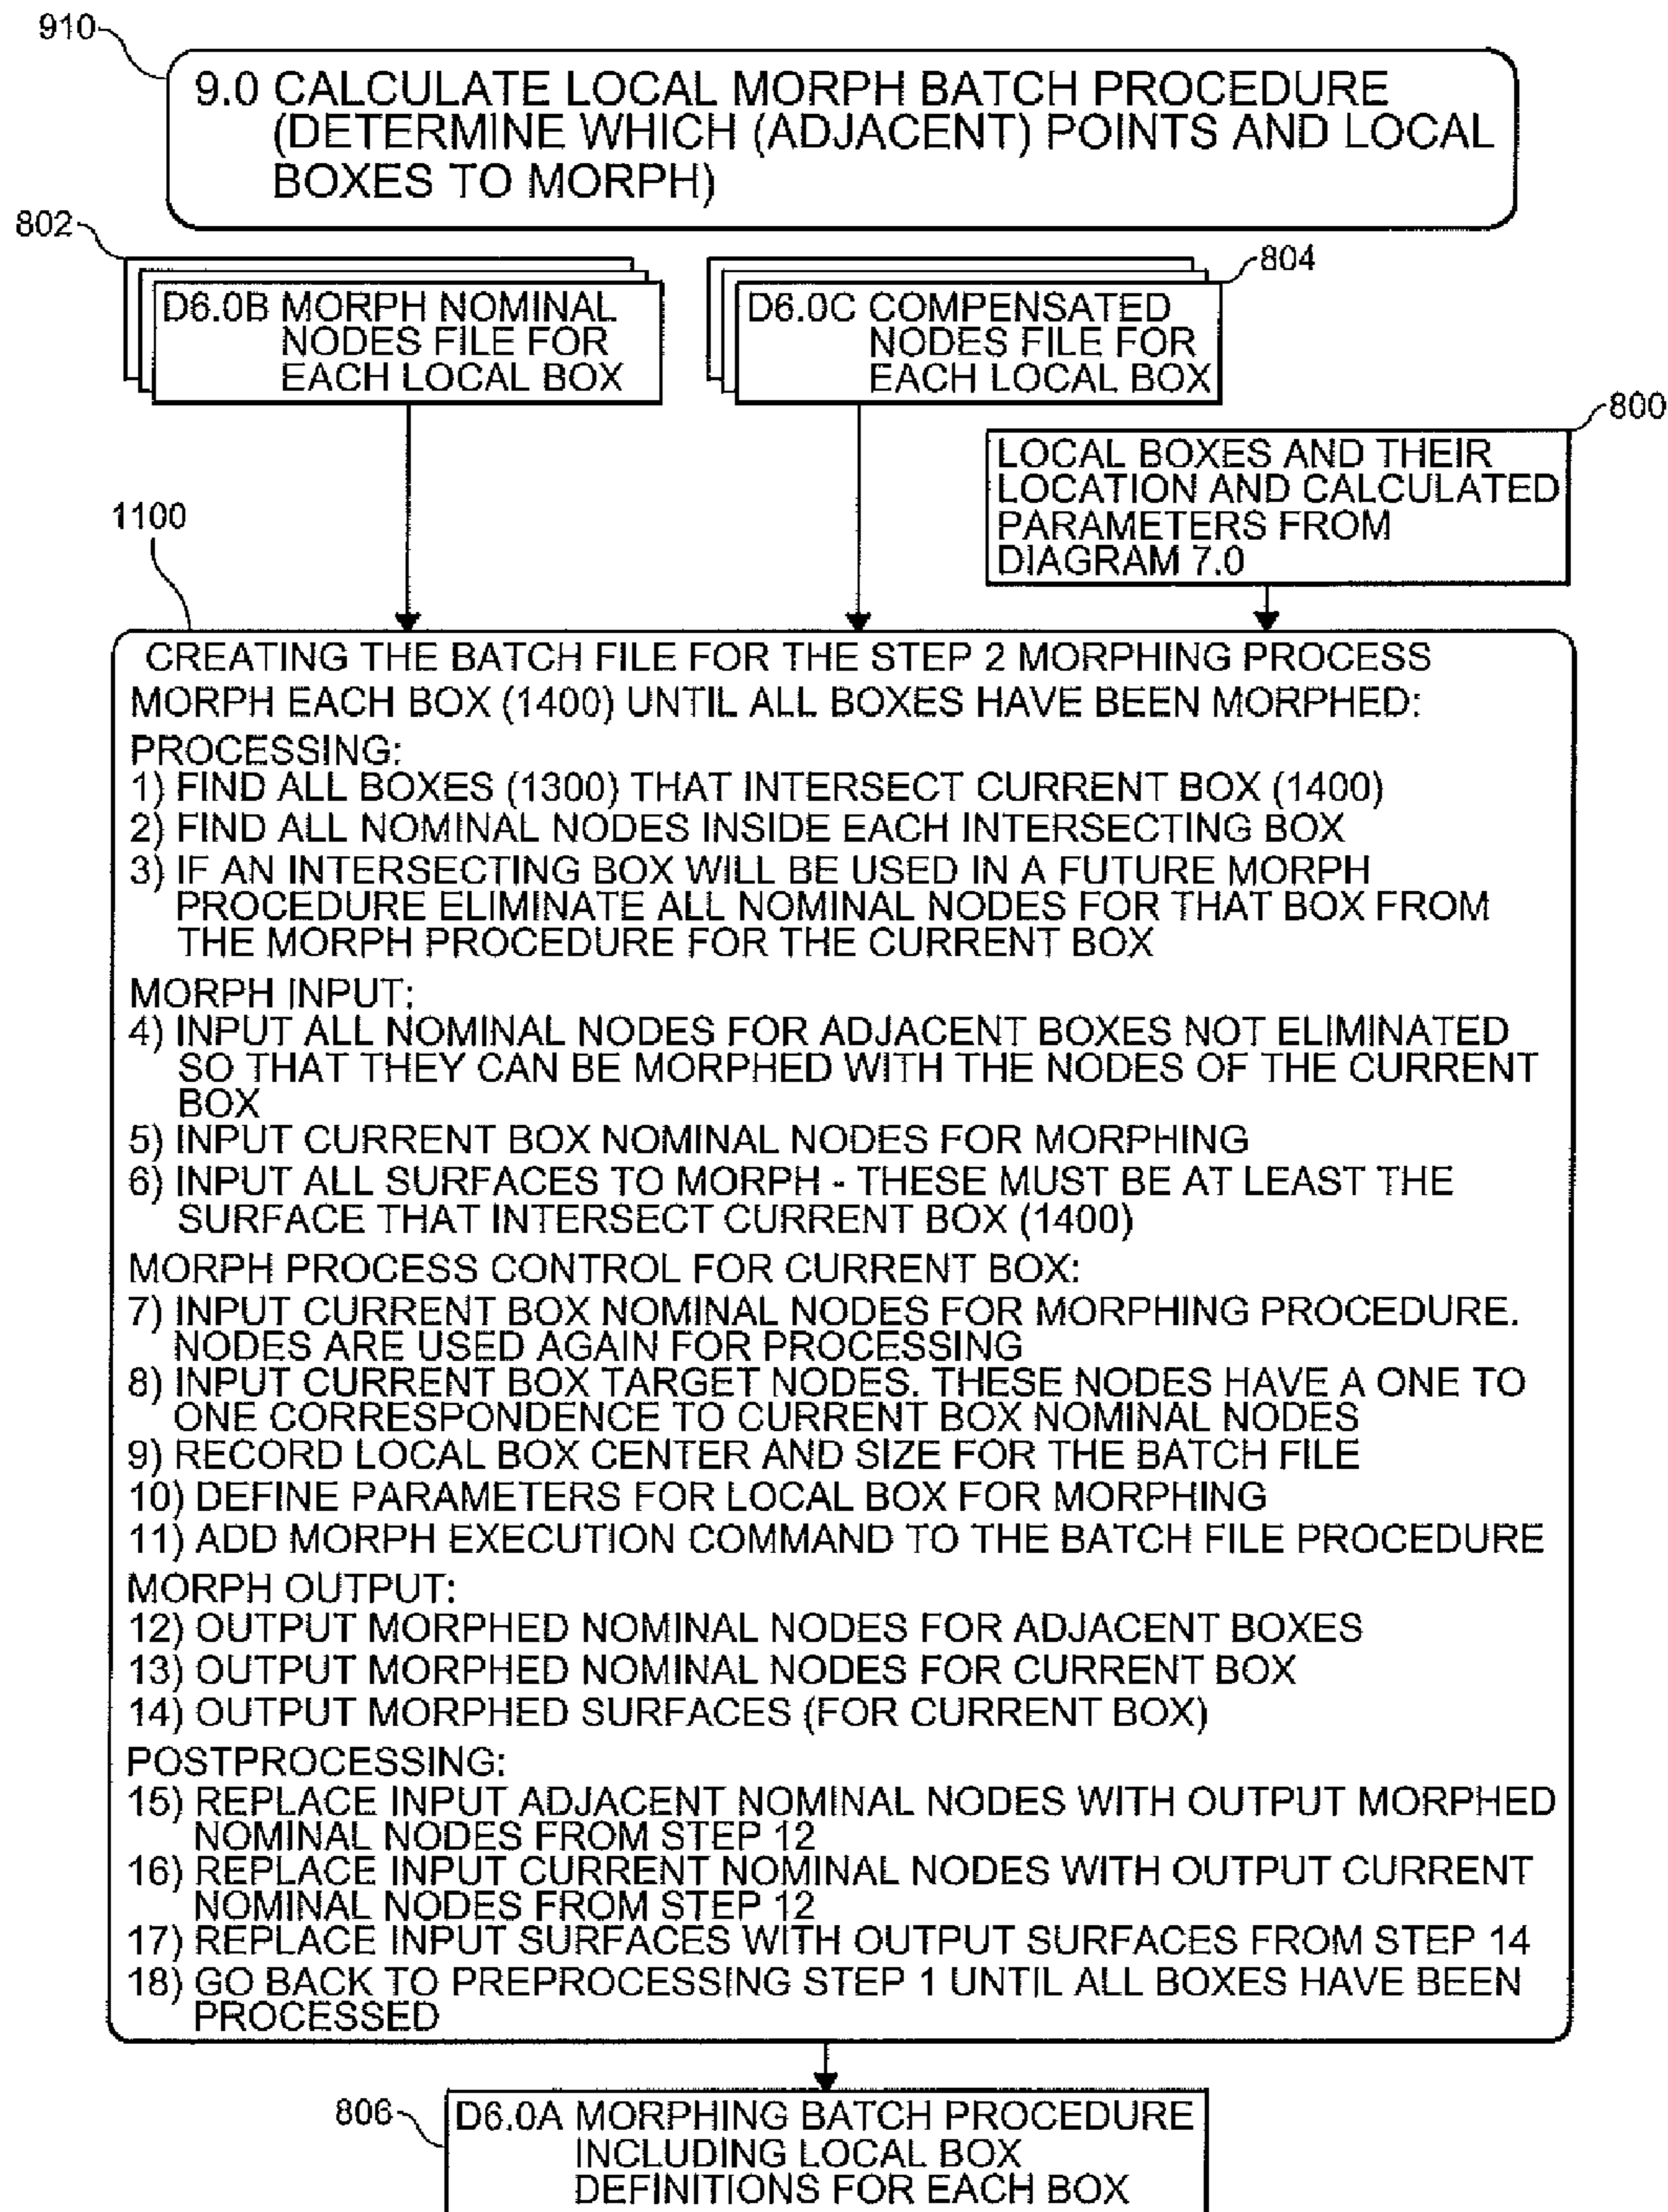 910
9.0 CALCULATE LOCAL MORPH BATCH PROCEDURE
(DETERMINE WHICH (ADJACENT) POINTS AND LOCAL
BOXES TO MORPH)
802
D6.0B MORPH NOMINAL
NODES FILE FOR
EACH LOCAL BOX
804
D6.0C COMPENSATED
NODES FILE FOR
EACH LOCAL BOX
800
LOCAL BOXES AND THEIR
LOCATION AND CALCULATED
PARAMETERS FROM
DIAGRAM 7.0
1100
CREATING THE BATCH FILE FOR THE STEP 2 MORPHING PROCESS
MORPH EACH BOX (1400) UNTIL ALL BOXES HAVE BEEN MORPHED:
PROCESSING:
1) FIND ALL BOXES (1300) THAT INTERSECT CURRENT BOX (1400)
2) FIND ALL NOMINAL NODES INSIDE EACH INTERSECTING BOX
3) IF AN INTERSECTING BOX WILL BE USED IN A FUTURE MORPH
PROCEDURE ELIMINATE ALL NOMINAL NODES FOR THAT BOX FROM
THE MORPH PROCEDURE FOR THE CURRENT BOX
MORPH INPUT:
4) INPUT ALL NOMINAL NODES FOR ADJACENT BOXES NOT ELIMINATED
SO THAT THEY CAN BE MORPHED WITH THE NODES OF THE CURRENT
BOX
5) INPUT CURRENT BOX NOMINAL NODES FOR MORPHING
6) INPUT ALL SURFACES TO MORPH - THESE MUST BE AT LEAST THE
SURFACE THAT INTERSECT CURRENT BOX (1400)
MORPH PROCESS CONTROL FOR CURRENT BOX:
7) INPUT CURRENT BOX NOMINAL NODES FOR MORPHING PROCEDURE.
NODES ARE USED AGAIN FOR PROCESSING
8) INPUT CURRENT BOX TARGET NODES. THESE NODES HAVE A ONE TO
ONE CORRESPONDENCE TO CURRENT BOX NOMINAL NODES
9) RECORD LOCAL BOX CENTER AND SIZE FOR THE BATCH FILE
10) DEFINE PARAMETERS FOR LOCAL BOX FOR MORPHING
11) ADD MORPH EXECUTION COMMAND TO THE BATCH FILE PROCEDURE
MORPH OUTPUT:
12) OUTPUT MORPHED NOMINAL NODES FOR ADJACENT BOXES
13) OUTPUT MORPHED NOMINAL NODES FOR CURRENT BOX
14) OUTPUT MORPHED SURFACES (FOR CURRENT BOX)
POSTPROCESSING:
15) REPLACE INPUT ADJACENT NOMINAL NODES WITH OUTPUT MORPHED
NOMINAL NODES FROM STEP 12
16) REPLACE INPUT CURRENT NOMINAL NODES WITH OUTPUT CURRENT
NOMINAL NODES FROM STEP 12
17) REPLACE INPUT SURFACES WITH OUTPUT SURFACES FROM STEP 14
18) GO BACK TO PREPROCESSING STEP 1 UNTIL ALL BOXES HAVE BEEN
PROCESSED
806
D6.0A MORPHING BATCH PROCEDURE
INCLUDING LOCAL BOX
DEFINITIONS FOR EACH BOX